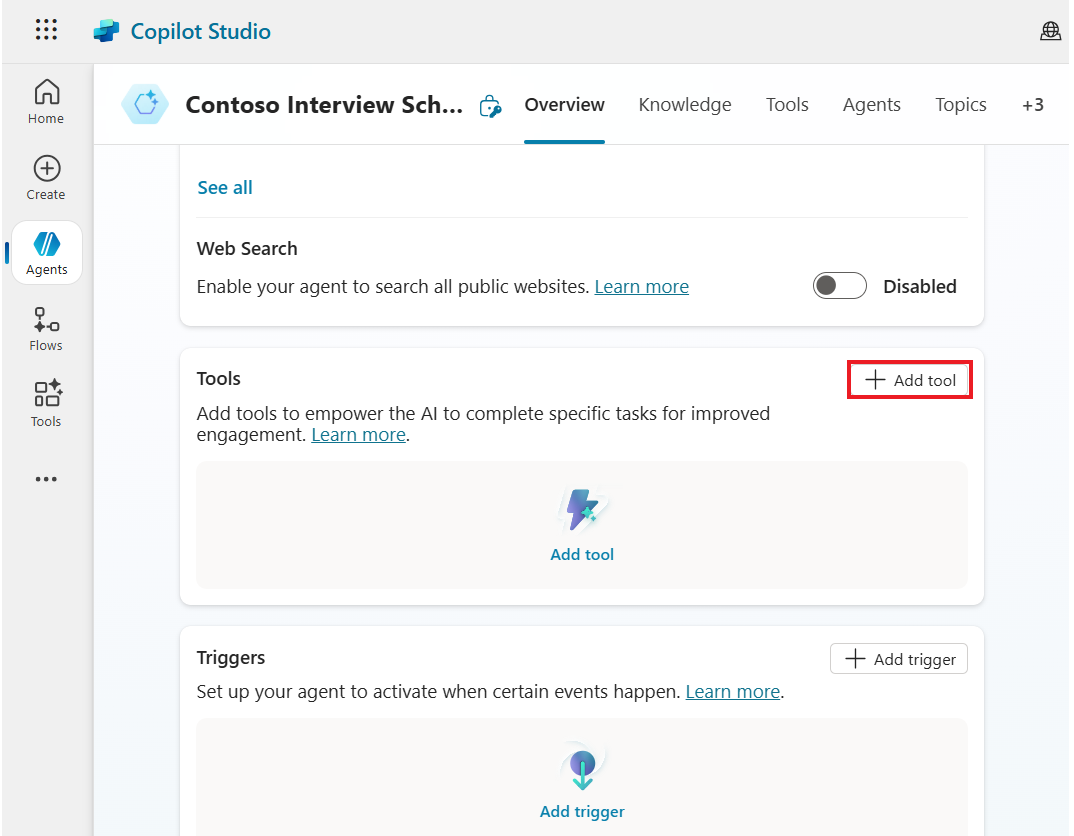 Copilot Studio
Home
Create
Agents
Flows
Tools
Contoso Interview Sch...
Overview
Knowledge
Tools
Agents
Topics
+3
See all
Web Search
Enable your agent to search all public websites. Learn more
Disabled
Tools
Add tool
Add tools to empower the AI to complete specific tasks for improved
engagement. Learn more.
Add tool
Triggers
Add trigger
Set up your agent to activate when certain events happen. Learn more.
Add trigger